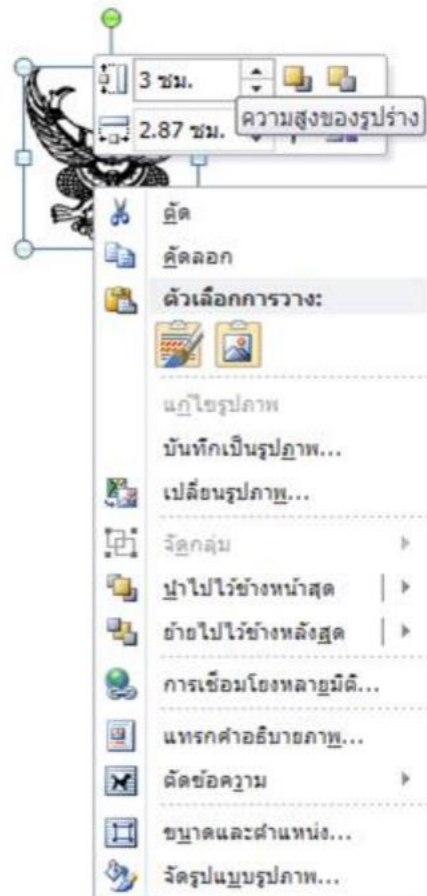 3 ซม.
ความสูงของรูปร่าง
2.87 ซม.
ตัด
คัดลอก
ตัวเลือกการวาง:
แก้ไขรูปภาพ
บันทึกเป็นรูปภาพ...
เปลี่ยนรูปภาพ...
จัดกลุ่ม
นำไปไว้ข้างหน้าสุด
ย้ายไปไว้ข้างหลังสุด
การเชื่อมโยงหลายมิติ...
แทรกคำอธิบายภาพ...
ตัดข้อความ
ขนาดและตำแหน่ง...
จัดรูปแบบรูปภาพ...